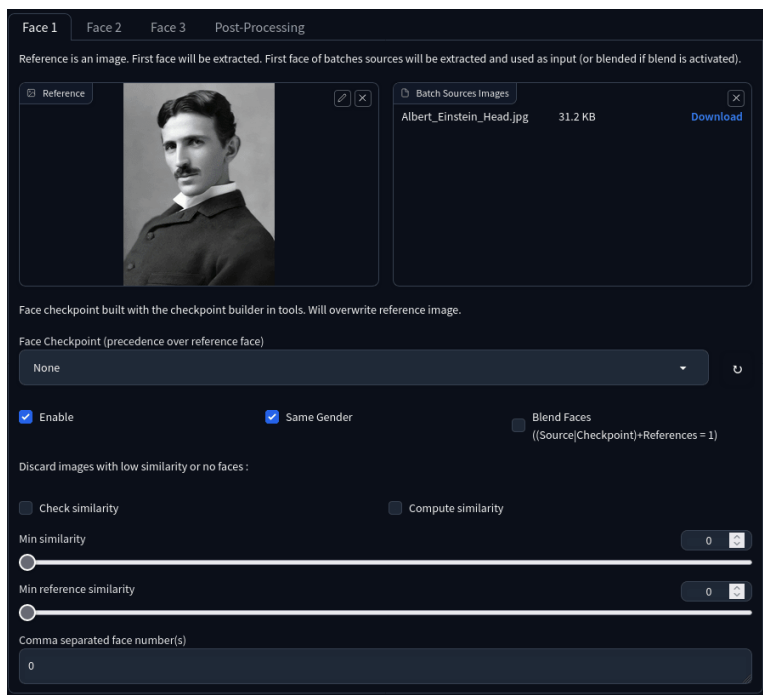 Face 1 Face 2 Face 3 Post-Processing
Reference is an image. First face will be extracted. First face of batches sources will be extracted and used as input (or blended if blend is activated).
Reference
Batch Sources Images
Albert_Einstein_Head.jpg 31.2 KB Download
Face checkpoint built with the checkpoint builder in tools. Will overwrite reference image.
Face Checkpoint (precedence over reference face)
None
Enable
Same Gender
Blend Faces
((Source|Checkpoint)+References = 1)
Discard images with low similarity or no faces :
Check similarity
Compute similarity
Min similarity
0
Min reference similarity
0
Comma separated face number(s)
0